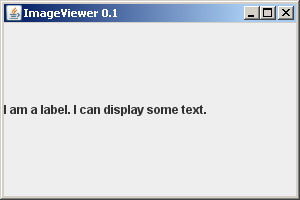 ImageViewer 0.1
I am a label. I can display some text.